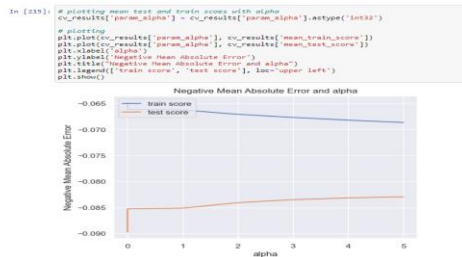 In [215]: # plotting mean test and train scoes with alpha
cv_results['param_alpha'] = cv_results['param_alpha'].astype('int32')
# plotting
plt.plot(cv_results['param_alpha'], cv_results['mean_train_score'])
plt.plot(cv_results['param_alpha'], cv_results['mean_test_score'])
plt.xlabel('alpha')
plt.ylabel('Negative Mean Absolute Error')
plt.title("Negative Mean Absolute Error and alpha")
plt.legend(['train score', 'test score'], loc='upper left')
plt.show()
Negative Mean Absolute Error and alpha
train score
test score
-0.065
-0.070
-0.075
-0.080
-0.085
-0.090
Negative Mean Absolute Error
0 1 2 3 4 5
alpha